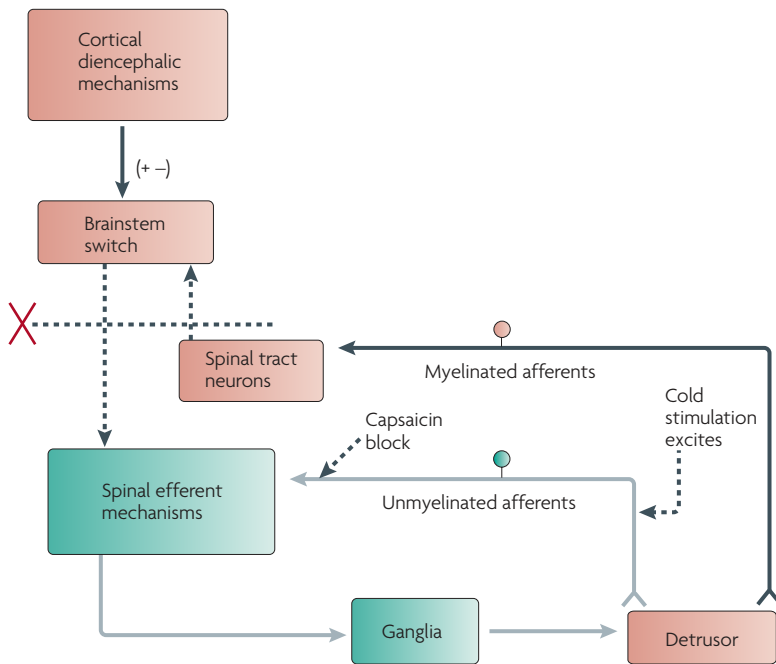 Cortical
diencephalic
mechanisms
(+ –)
Brainstem
switch
Spinal tract
neurons
Myelinated afferents
Cold
stimulation
excites
Capsaicin
block
Spinal efferent
mechanisms
Unmyelinated afferents
Ganglia
Detrusor